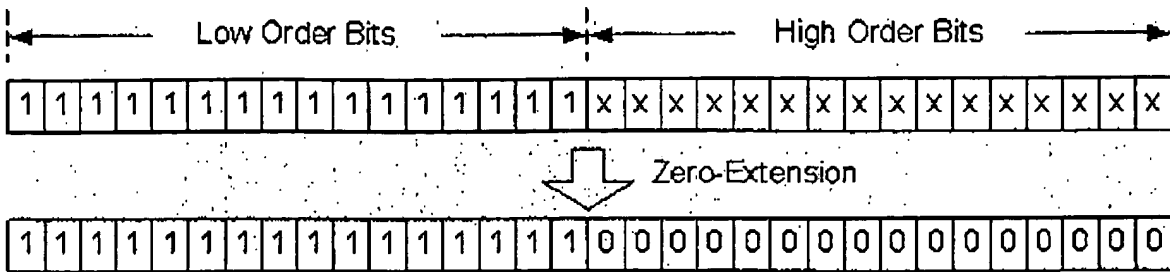 Low Order Bits High Order Bits
1 1 1 1 1 1 1 1 1 1 1 1 1 1 1 1 x x x x x x x x x x x x x x x x
Zero-Extension
1 1 1 1 1 1 1 1 1 1 1 1 1 1 1 1 0 0 0 0 0 0 0 0 0 0 0 0 0 0 0 0